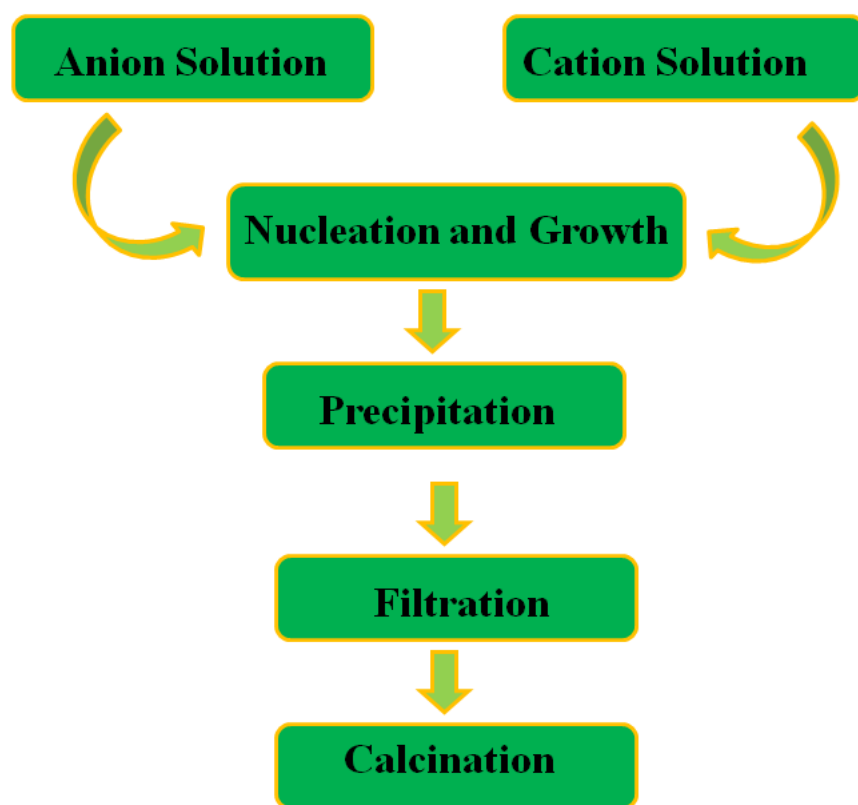 Anion Solution
Cation Solution
Nucleation and Growth
Precipitation
Filtration
Calcination